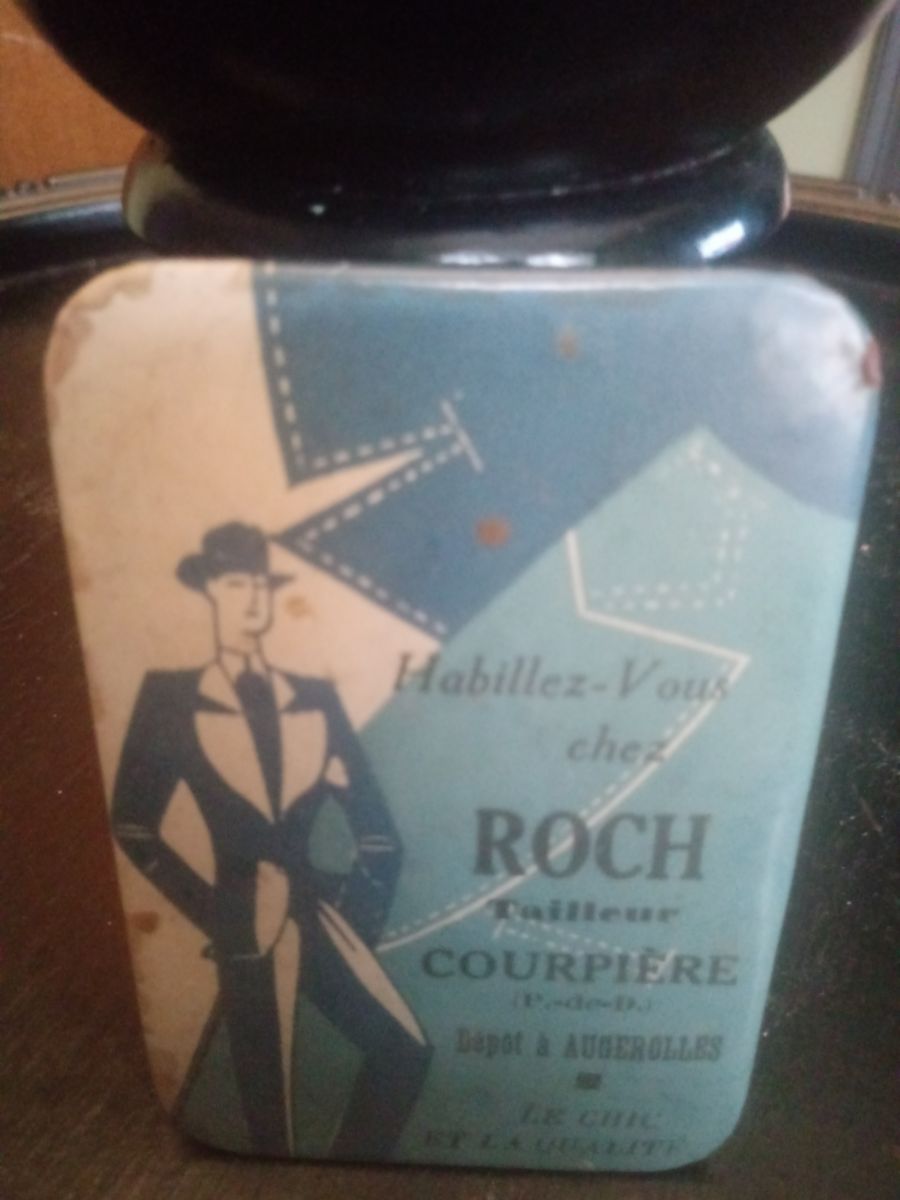 Habillez-Vous
chez
ROCH
Tailleur
COURPIÈRE
(P.-de-D.)
Dépot à AUGEROLLES
LE CHIC
ET LA QUALITÉ